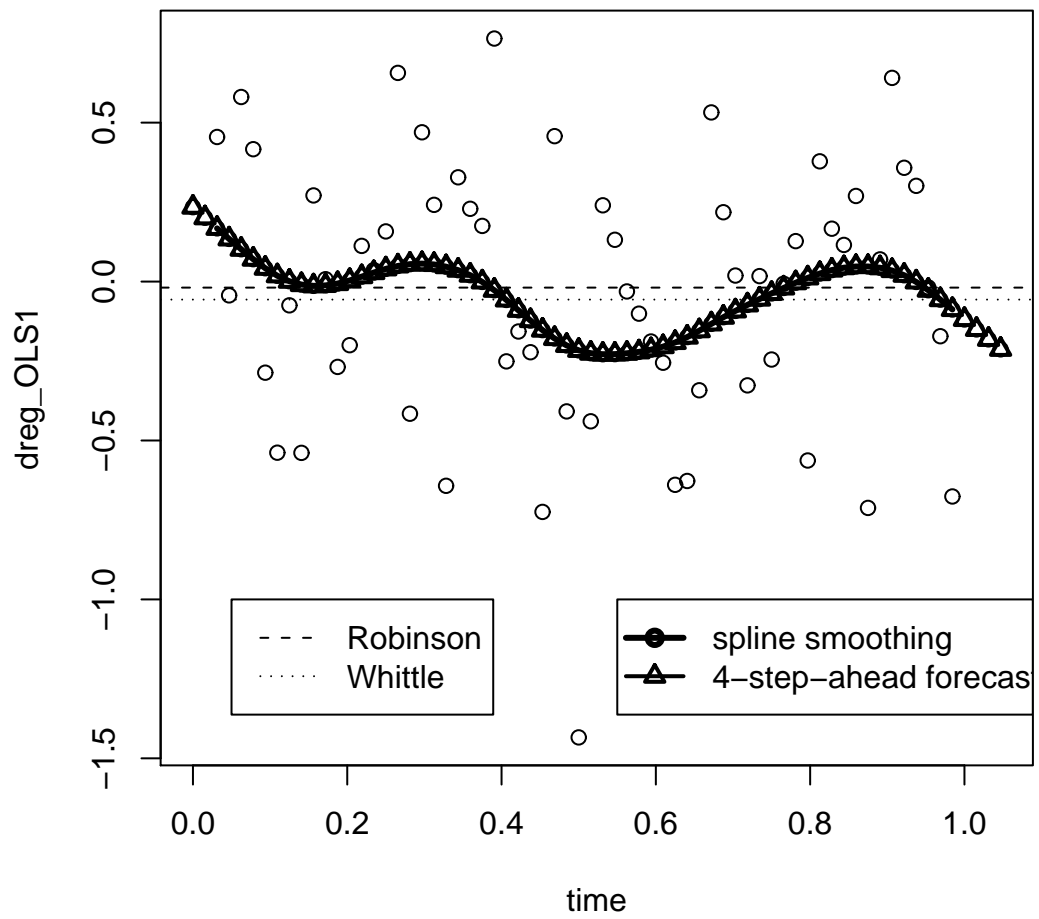 dreg_OLS1
0.5
0.0
−0.5
−1.0
−1.5
Robinson
Whittle
spline smoothing
4−step−ahead forecas
0.0 0.2 0.4 0.6 0.8 1.0
time